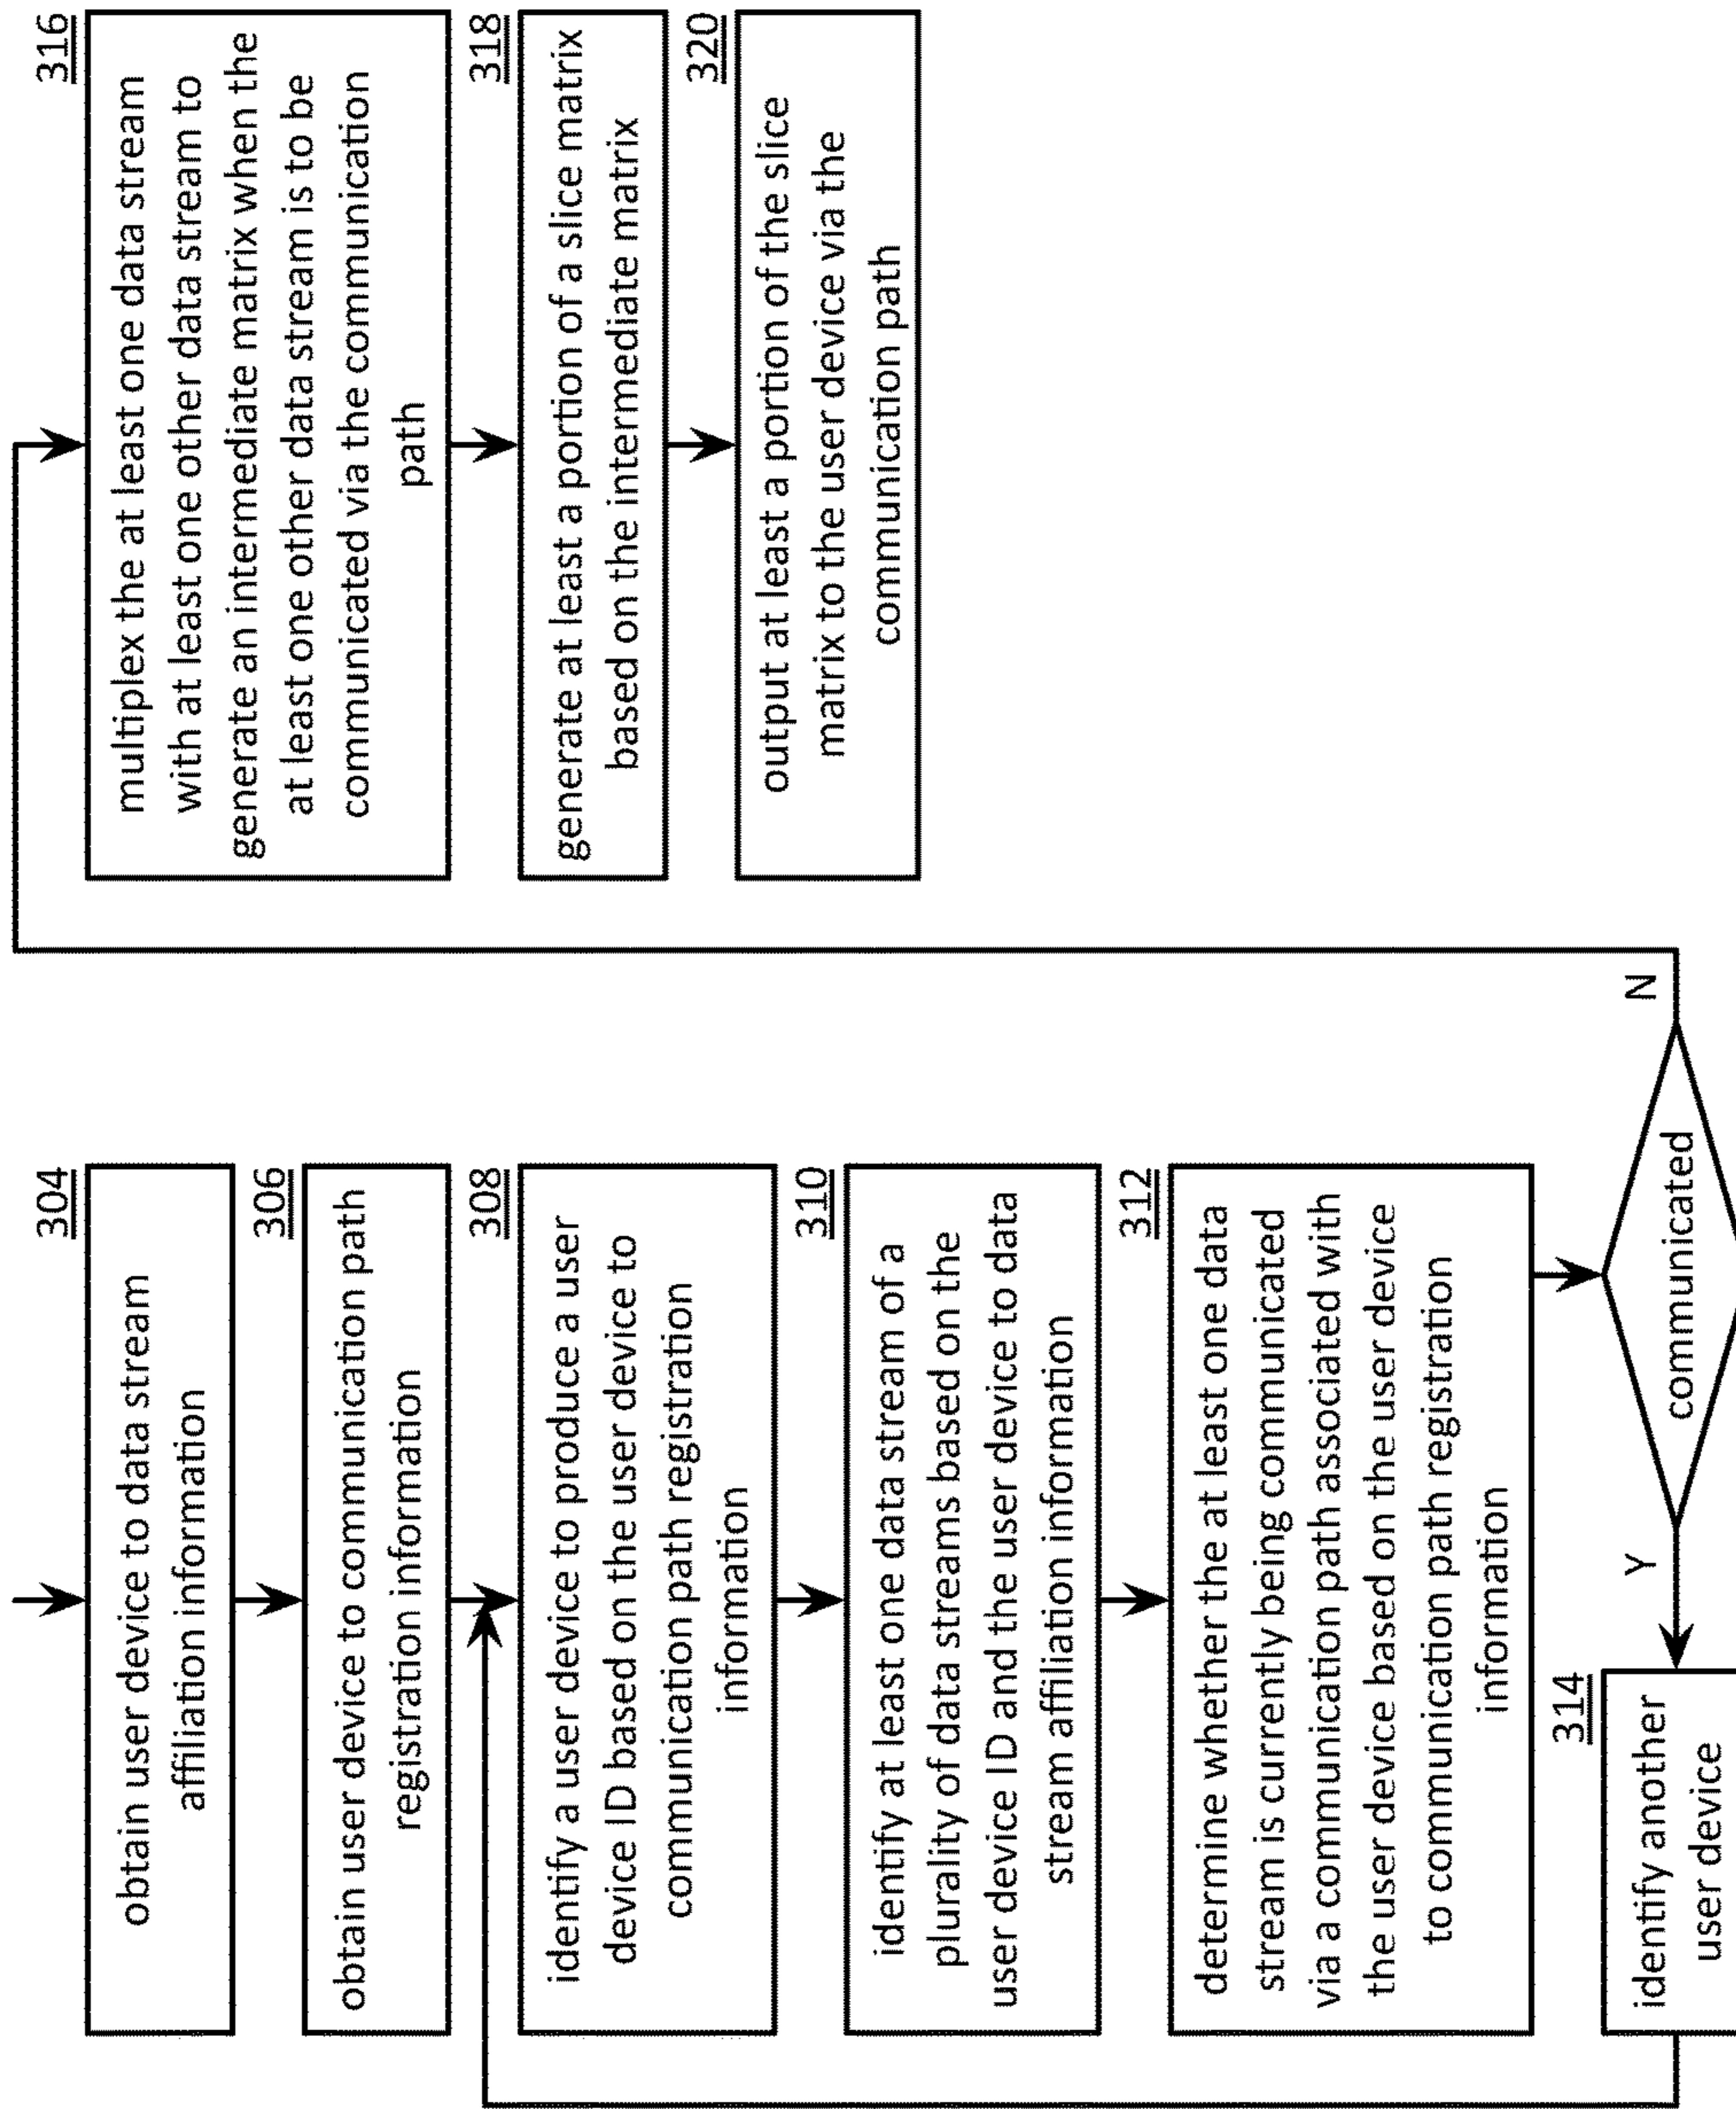 304
obtain user device to data stream
affiliation information
306
obtain user device to communication path
registration information
308
identify a user device to produce a user
device ID based on the user device to
communication path registration
information
310
identify at least one data stream of a
plurality of data streams based on the
user device ID and the user device to data
stream affiliation information
312
determine whether the at least one data
stream is currently being communicated
via a communication path associated with
the user device based on the user device
to communication path registration
information
communicated
Y
N
314
identify another
user device
316
multiplex the at least one data stream
with at least one other data stream to
generate an intermediate matrix when the
at least one other data stream is to be
communicated via the communication
path
318
generate at least a portion of a slice matrix
based on the intermediate matrix
320
output at least a portion of the slice
matrix to the user device via the
communication path